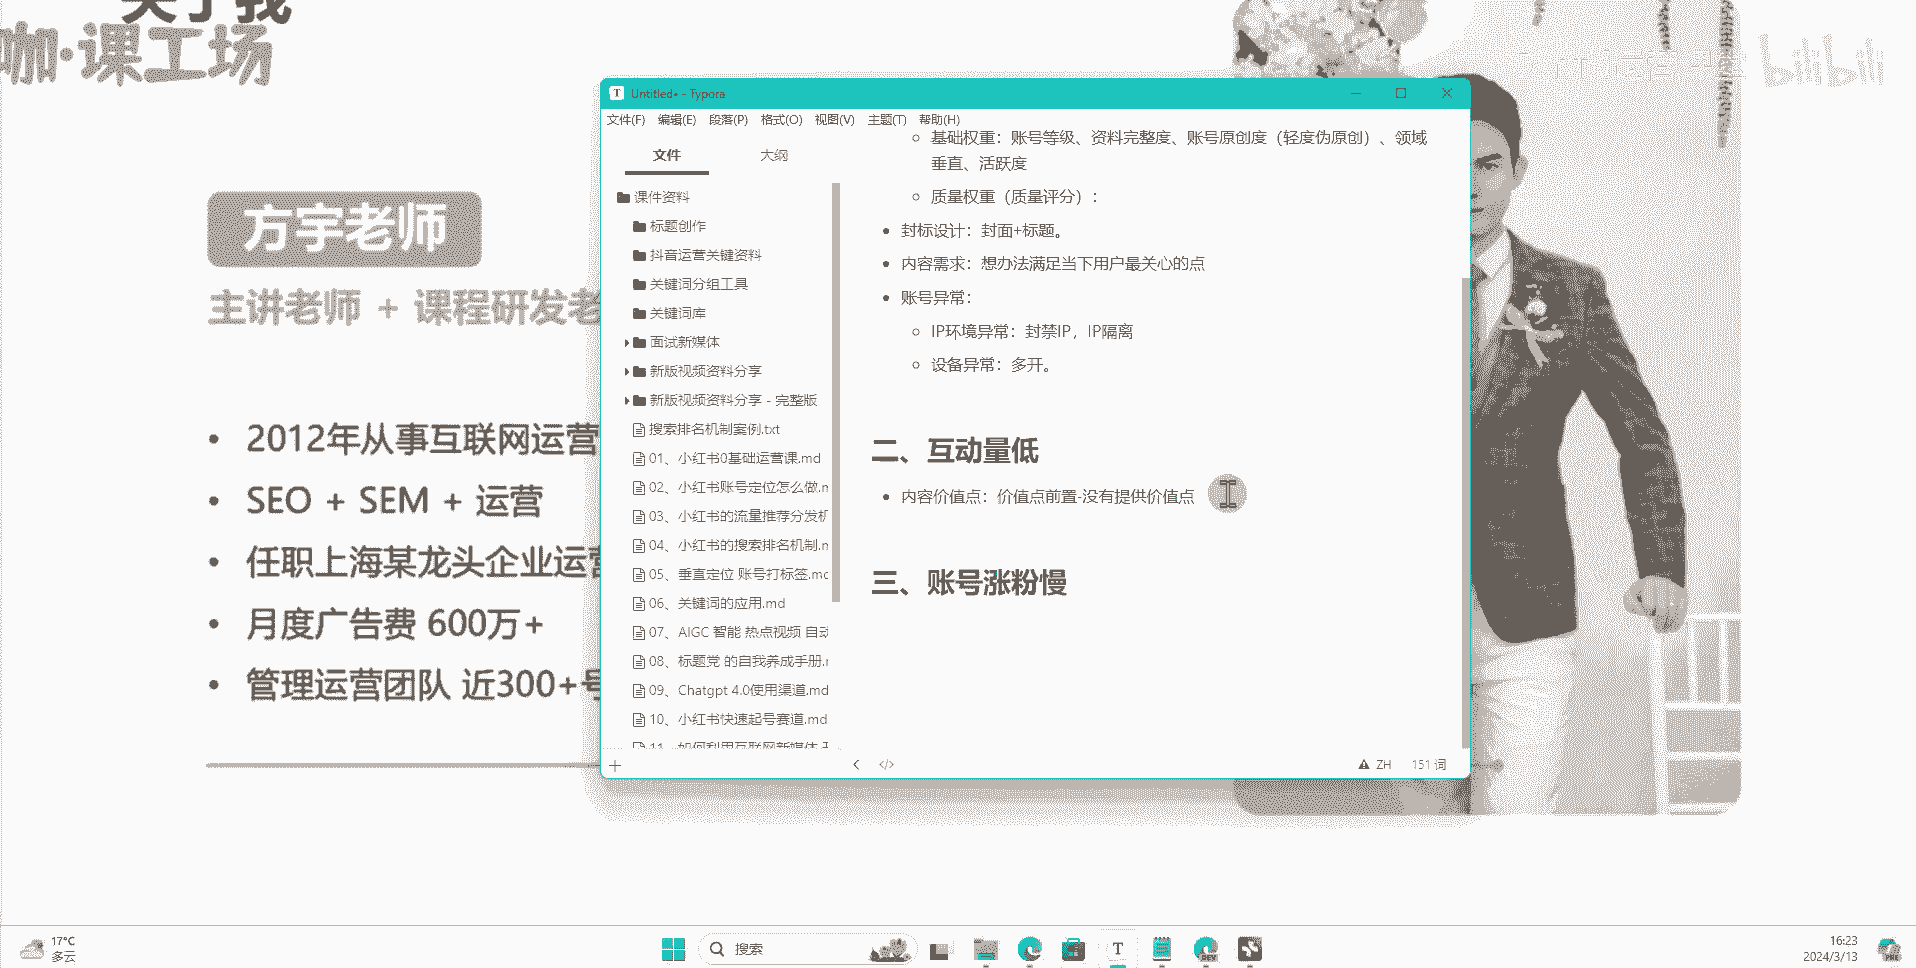 关于我
咖·课工场
bilibili
方宇老师
主讲老师 + 课程研发老
• 2012年从事互联网运营
• SEO + SEM + 运营
• 任职上海某龙头企业运营
• 月度广告费 600万+
• 管理运营团队 近300+号
Untitled• - Typora
文件(F) 编辑(E) 段落(P) 格式(O) 视图(V) 主题(T) 帮助(H)
文件 大纲
课件资料
标题创作
抖音运营关键资料
关键词分组工具
关键词库
面试新媒体
新版视频资料分享
新版视频资料分享 - 完整版
搜索排名机制案例.txt
01、小红书0基础运营课.md
02、小红书账号定位怎么做.m
03、小红书的流量推荐分发机
04、小红书的搜索排名机制.m
05、垂直定位 账号打标签.md
06、关键词的应用.md
07、AIGC 智能 热点视频 自动
08、标题党 的自我养成手册.m
09、Chatgpt 4.0使用渠道.md
10、小红书快速起号赛道.md
11、如何利用互联网新媒体
基础权重：账号等级、资料完整度、账号原创度（轻度伪原创）、领域
垂直、活跃度
质量权重（质量评分）：
封标设计：封面+标题。
内容需求：想办法满足当下用户最关心的点
账号异常：
IP环境异常：封禁IP，IP隔离
设备异常：多开。
二、互动量低
内容价值点：价值点前置-没有提供价值点
三、账号涨粉慢
ZH 151 词
17°C
多云
搜索
16:23
2024/3/13